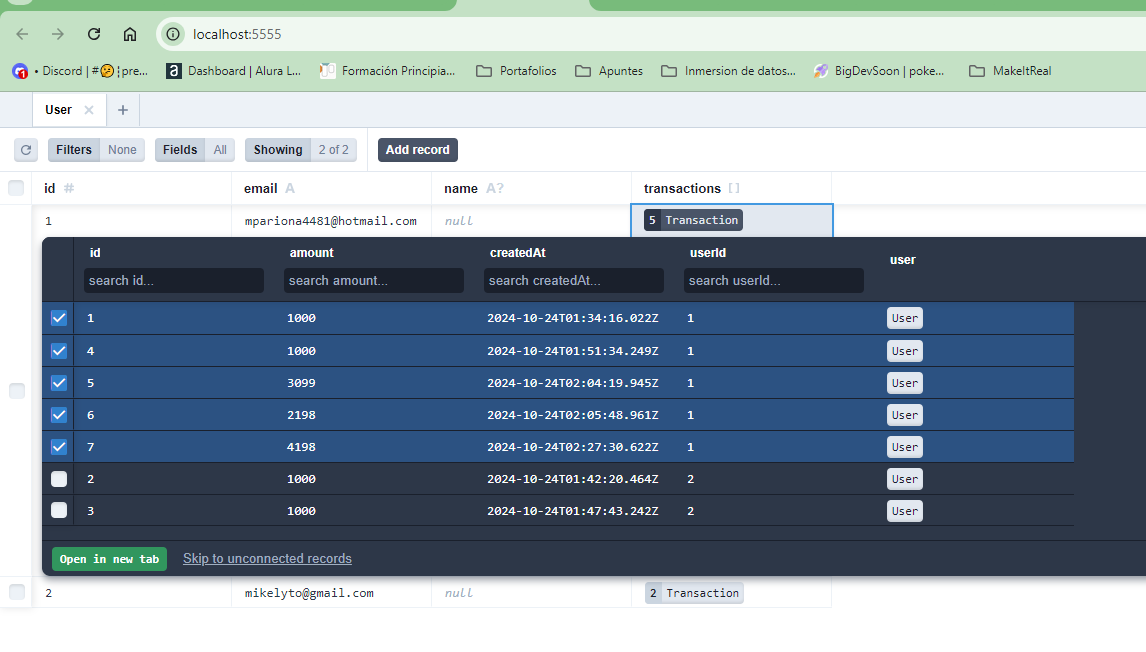 localhost:5555
• Discord | #🤔¦pre... Dashboard | Alura L... Formación Principia... Portafolios Apuntes Inmersion de datos... BigDevSoon | poke... MakeItReal
User
Filters None Fields All Showing 2 of 2 Add record
id # email A name A? transactions []
1 mpariona4481@hotmail.com null 5 Transaction
id amount createdAt userId user
search id... search amount... search createdAt... search userId...
1 1000 2024-10-24T01:34:16.022Z 1 User
4 1000 2024-10-24T01:51:34.249Z 1 User
5 3099 2024-10-24T02:04:19.945Z 1 User
6 2198 2024-10-24T02:05:48.961Z 1 User
7 4198 2024-10-24T02:27:30.622Z 1 User
2 1000 2024-10-24T01:42:20.464Z 2 User
3 1000 2024-10-24T01:47:43.242Z 2 User
Open in new tab Skip to unconnected records
2 mikelyto@gmail.com null 2 Transaction